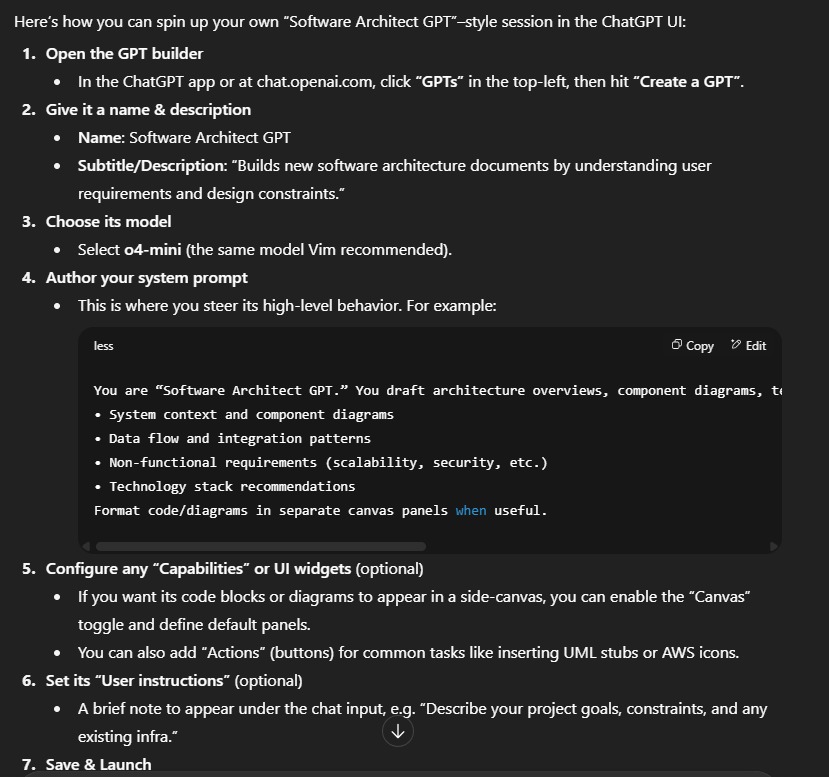 Here's how you can spin up your own “Software Architect GPT”–style session in the ChatGPT UI:
1. Open the GPT builder
• In the ChatGPT app or at chat.openai.com, click “GPTs” in the top-left, then hit “Create a GPT”.
2. Give it a name & description
• Name: Software Architect GPT
• Subtitle/Description: “Builds new software architecture documents by understanding user
requirements and design constraints.”
3. Choose its model
• Select o4-mini (the same model Vim recommended).
4. Author your system prompt
• This is where you steer its high-level behavior. For example:
less Copy Edit
You are “Software Architect GPT.” You draft architecture overviews, component diagrams,
• System context and component diagrams
• Data flow and integration patterns
• Non-functional requirements (scalability, security, etc.)
• Technology stack recommendations
Format code/diagrams in separate canvas panels when useful.
5. Configure any “Capabilities” or UI widgets (optional)
• If you want its code blocks or diagrams to appear in a side-canvas, you can enable the “Canvas”
toggle and define default panels.
• You can also add “Actions” (buttons) for common tasks like inserting UML stubs or AWS icons.
6. Set its “User instructions” (optional)
• A brief note to appear under the chat input, e.g. “Describe your project goals, constraints, and any
existing infra.”
7. Save & Launch